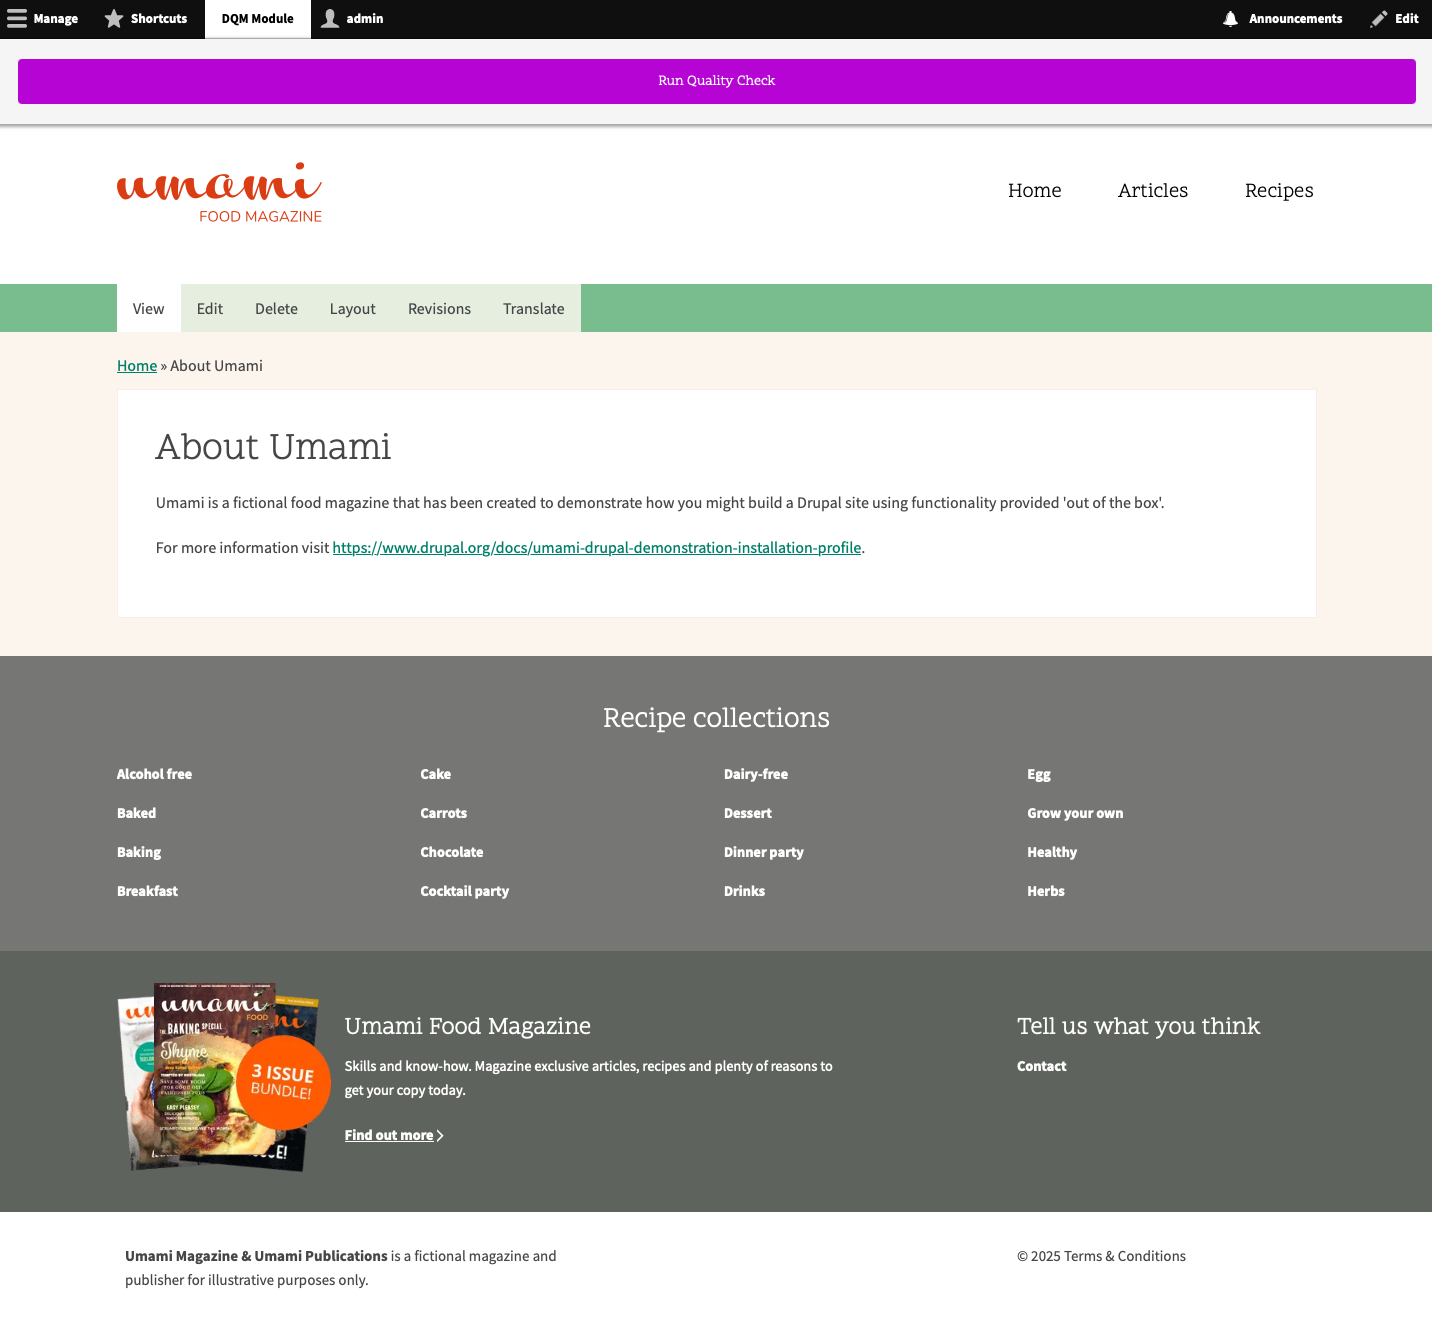 Manage
Shortcuts
DQM Module
admin
Announcements
Edit
Run Quality Check
umami
FOOD MAGAZINE
Home
Articles
Recipes
View
Edit
Delete
Layout
Revisions
Translate
Home » About Umami
About Umami
Umami is a fictional food magazine that has been created to demonstrate how you might build a Drupal site using functionality provided 'out of the box'.
For more information visit https://www.drupal.org/docs/umami-drupal-demonstration-installation-profile.
Recipe collections
Alcohol free
Baked
Baking
Breakfast
Cake
Carrots
Chocolate
Cocktail party
Dairy-free
Dessert
Dinner party
Drinks
Egg
Grow your own
Healthy
Herbs
umami
FOOD
THE BAKING SPECIAL
Thyme
EASY PLEASEY
3 ISSUE
BUNDLE!
Umami Food Magazine
Skills and know-how. Magazine exclusive articles, recipes and plenty of reasons to
get your copy today.
Find out more
Tell us what you think
Contact
Umami Magazine & Umami Publications is a fictional magazine and
publisher for illustrative purposes only.
© 2025 Terms & Conditions